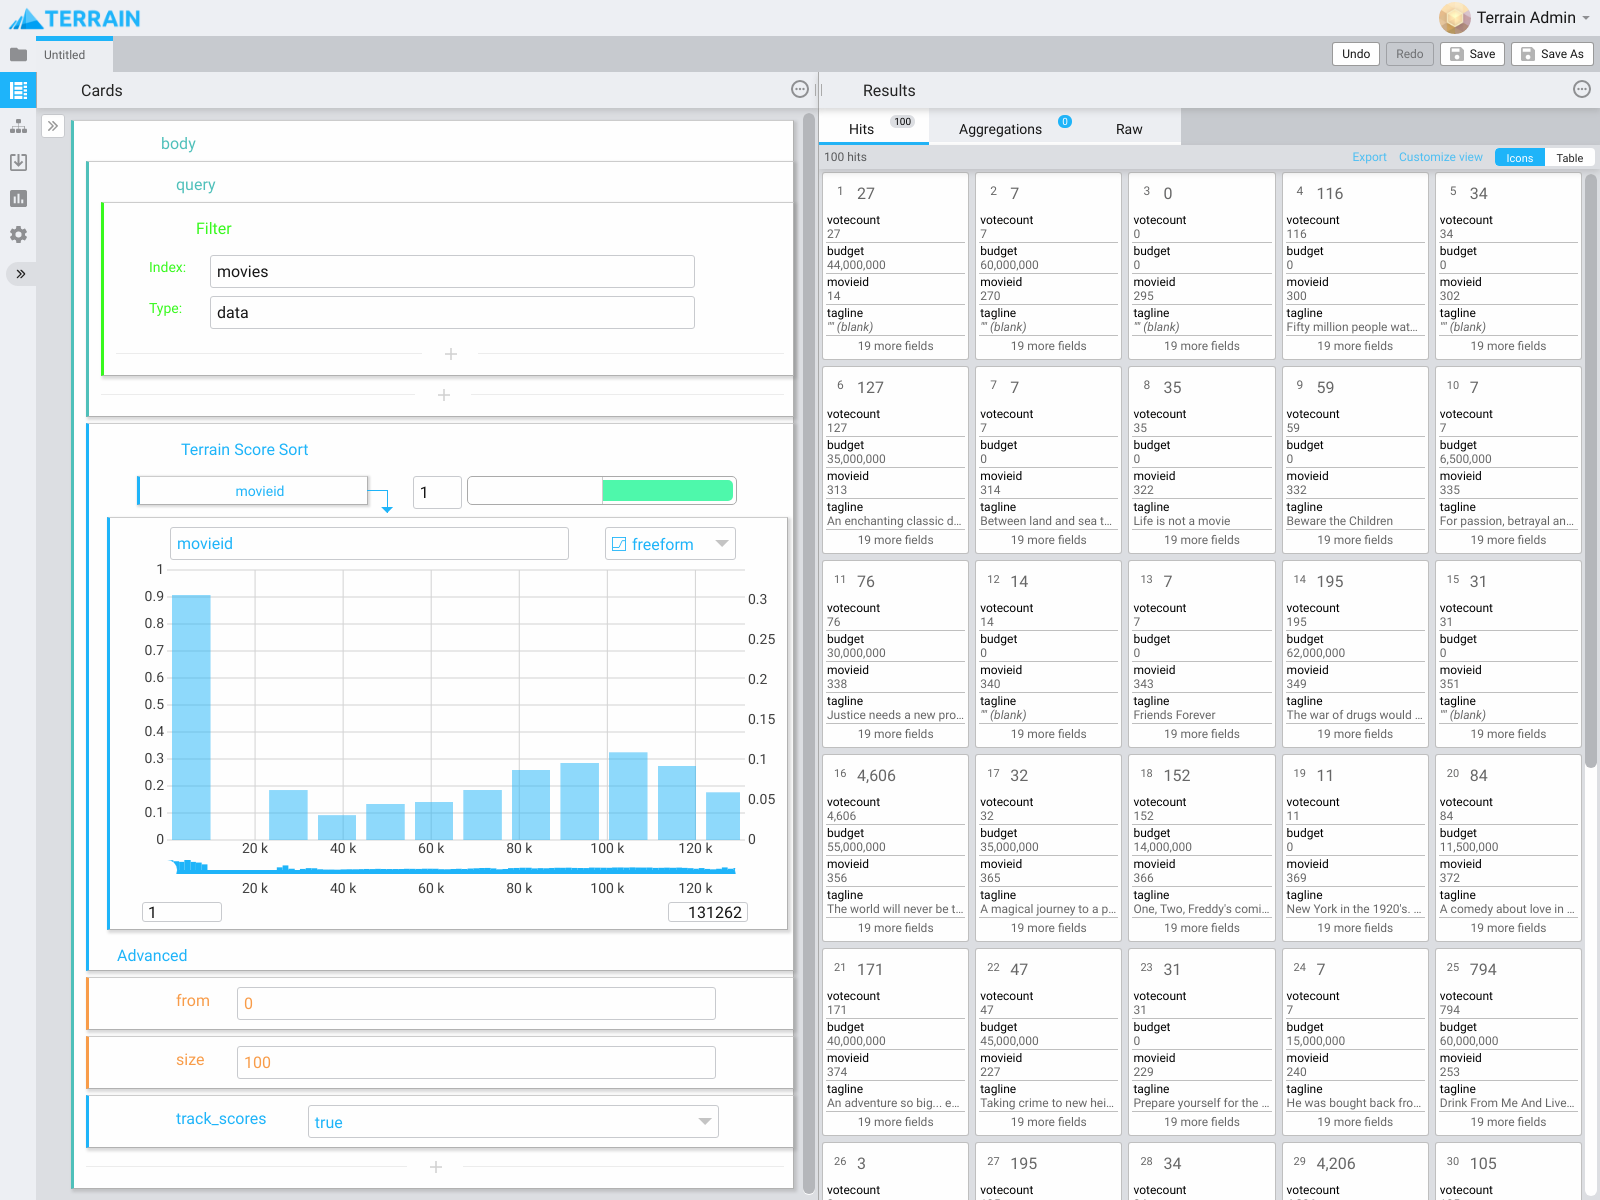 TERRAIN
Terrain Admin
Untitled
Undo
Redo
Save
Save As
Cards
body
query
Filter
Index:
movies
Type:
data
+
+
Terrain Score Sort
movieid
1
movieid
freeform
1
0.9
0.8
0.7
0.6
0.5
0.4
0.3
0.2
0.1
0
0.3
0.25
0.2
0.15
0.1
0.05
0
20 k 40 k 60 k 80 k 100 k 120 k
20 k 40 k 60 k 80 k 100 k 120 k
1
131262
Advanced
from
0
size
100
track_scores
true
+
Results
Hits 100
Aggregations 0
Raw
100 hits
Export
Customize view
Icons
Table
1 27
votecount
27
budget
44,000,000
movieid
14
tagline
"" (blank)
19 more fields
2 7
votecount
7
budget
60,000,000
movieid
270
tagline
"" (blank)
19 more fields
3 0
votecount
0
budget
0
movieid
295
tagline
"" (blank)
19 more fields
4 116
votecount
116
budget
0
movieid
300
tagline
Fifty million people wat...
19 more fields
5 34
votecount
34
budget
0
movieid
302
tagline
"" (blank)
19 more fields
6 127
votecount
127
budget
35,000,000
movieid
313
tagline
An enchanting classic d...
19 more fields
7 7
votecount
7
budget
0
movieid
314
tagline
Between land and sea t...
19 more fields
8 35
votecount
35
budget
0
movieid
322
tagline
Life is not a movie
19 more fields
9 59
votecount
59
budget
0
movieid
332
tagline
Beware the Children
19 more fields
10 7
votecount
7
budget
6,500,000
movieid
335
tagline
For passion, betrayal an...
19 more fields
11 76
votecount
76
budget
30,000,000
movieid
338
tagline
Justice needs a new pro...
19 more fields
12 14
votecount
14
budget
0
movieid
340
tagline
"" (blank)
19 more fields
13 7
votecount
7
budget
0
movieid
343
tagline
Friends Forever
19 more fields
14 195
votecount
195
budget
62,000,000
movieid
349
tagline
The war of drugs would ...
19 more fields
15 31
votecount
31
budget
0
movieid
351
tagline
"" (blank)
19 more fields
16 4,606
votecount
4,606
budget
55,000,000
movieid
356
tagline
The world will never be t...
19 more fields
17 32
votecount
32
budget
35,000,000
movieid
365
tagline
A magical journey to a p...
19 more fields
18 152
votecount
152
budget
14,000,000
movieid
366
tagline
One, Two, Freddy's comi...
19 more fields
19 11
votecount
11
budget
0
movieid
369
tagline
New York in the 1920's. ...
19 more fields
20 84
votecount
84
budget
11,500,000
movieid
372
tagline
A comedy about love in ...
19 more fields
21 171
votecount
171
budget
40,000,000
movieid
374
tagline
An adventure so big... e...
19 more fields
22 47
votecount
47
budget
45,000,000
movieid
227
tagline
Taking crime to new hei...
19 more fields
23 31
votecount
31
budget
0
movieid
229
tagline
Prepare yourself for the ...
19 more fields
24 7
votecount
7
budget
15,000,000
movieid
240
tagline
He was bought back fro...
19 more fields
25 794
votecount
794
budget
60,000,000
movieid
253
tagline
Drink From Me And Live...
19 more fields
26 3
votecount
27 195
votecount
28 34
votecount
29 4,206
votecount
30 105
votecount